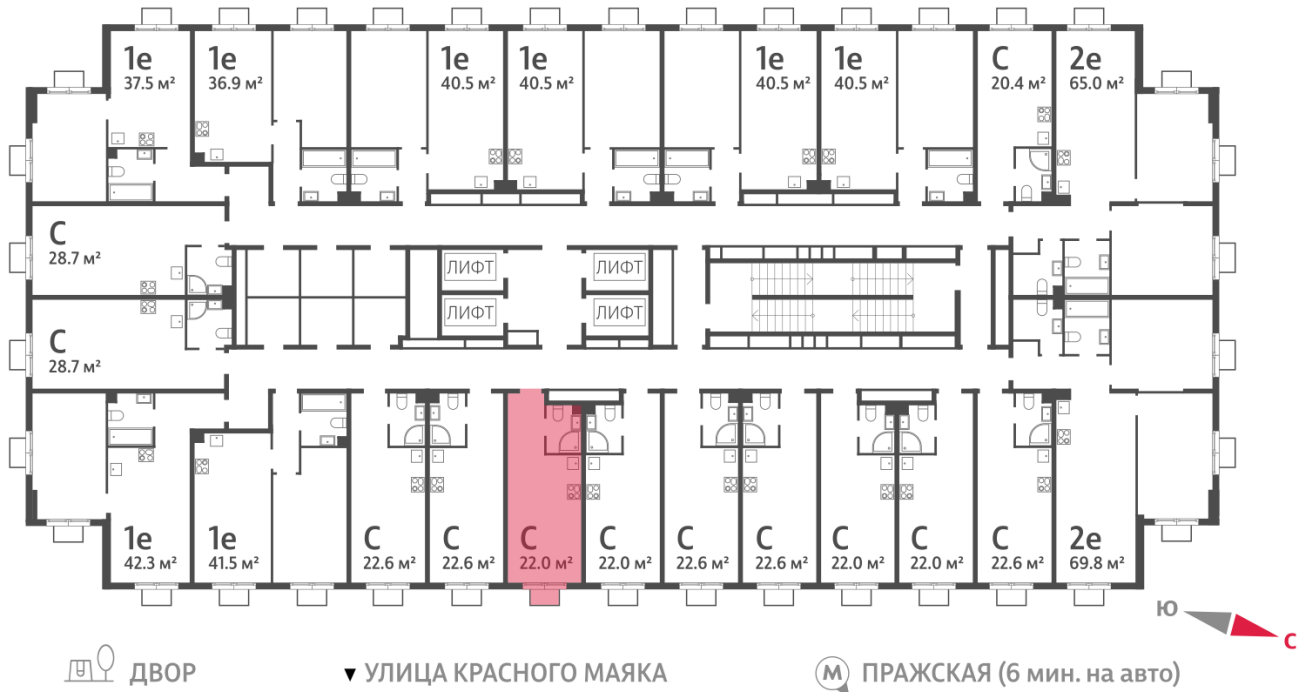 1е
37.5 м²
1е
36.9 м²
1е
40.5 м²
1е
40.5 м²
1е
40.5 м²
1е
40.5 м²
С
20.4 м²
2е
65.0 м²
С
28.7 м²
ЛИФТ
ЛИФТ
ЛИФТ
ЛИФТ
С
28.7 м²
1е
42.3 м²
1е
41.5 м²
С
22.6 м²
С
22.6 м²
С
22.0 м²
С
22.0 м²
С
22.6 м²
С
22.6 м²
С
22.0 м²
С
22.0 м²
С
22.6 м²
2е
69.8 м²
Ю
С
ДВОР
▼ УЛИЦА КРАСНОГО МАЯКА
М ПРАЖСКАЯ (6 мин. на авто)